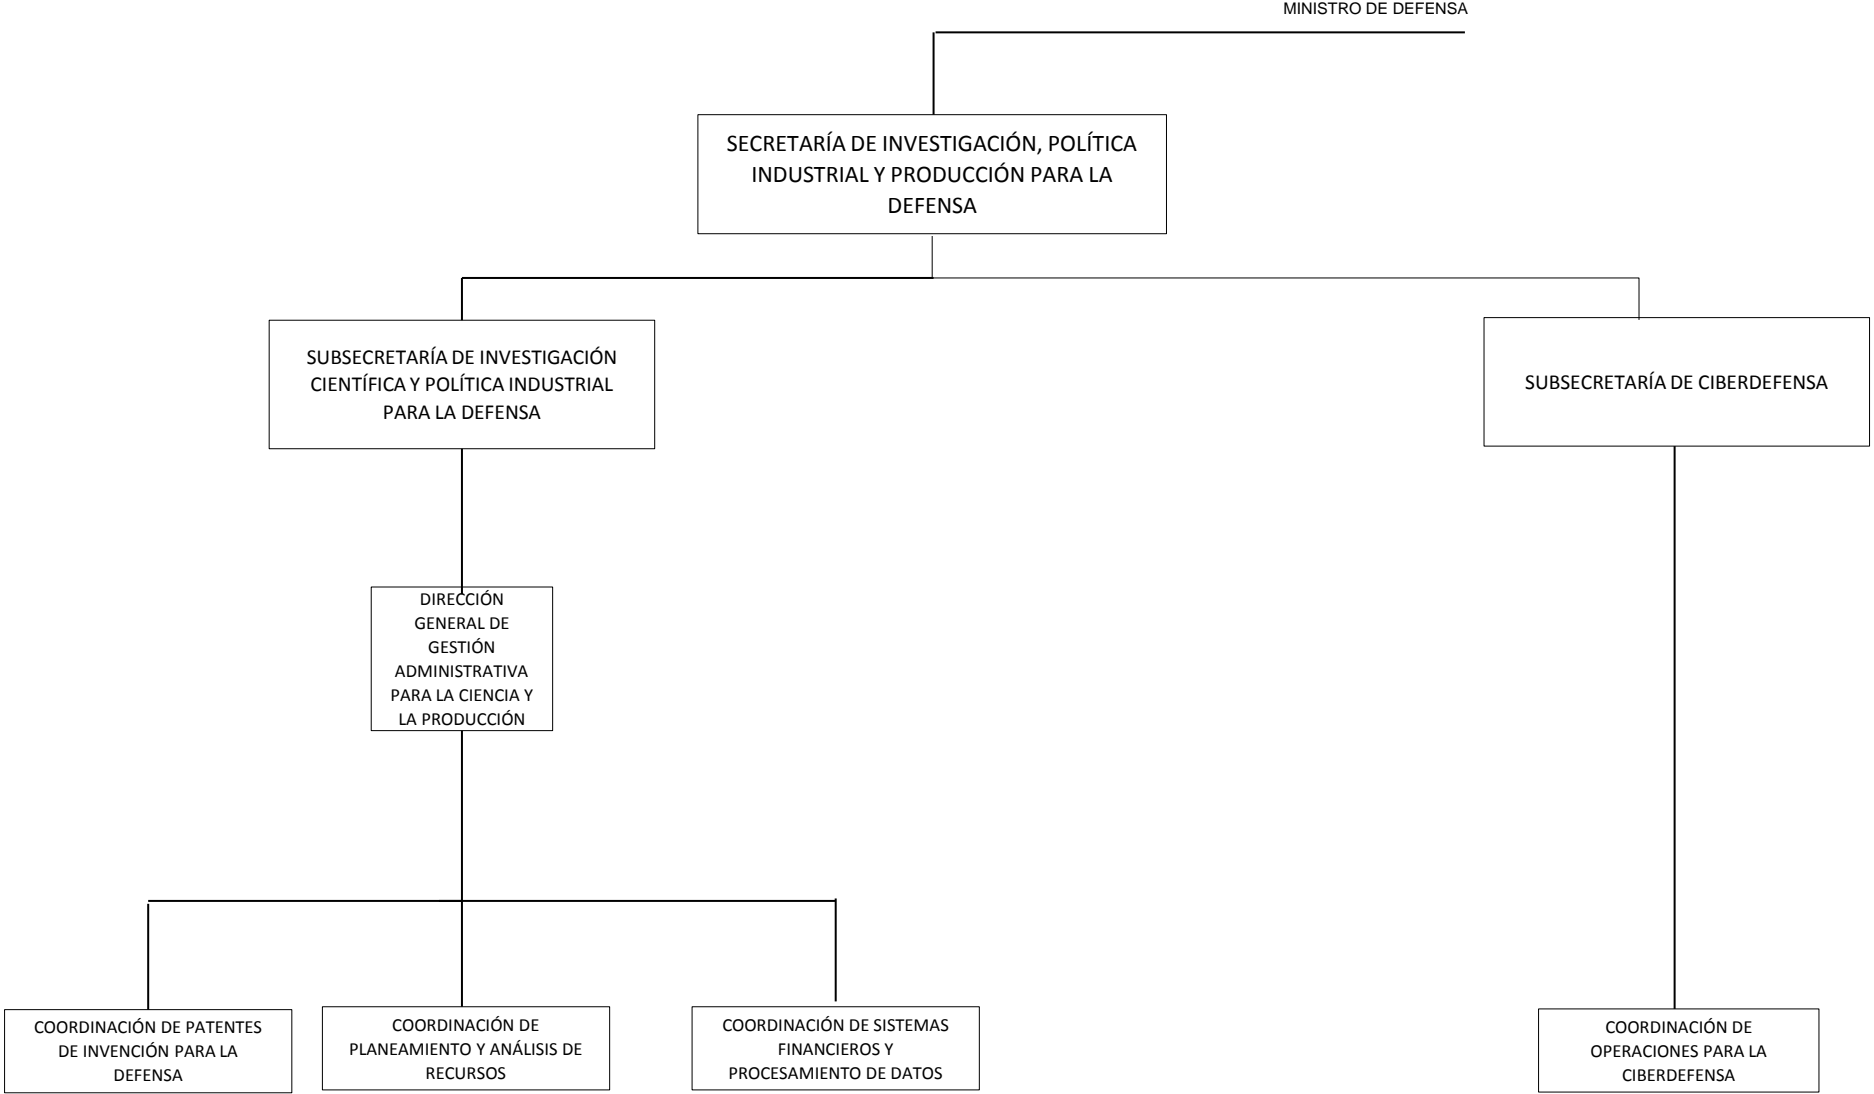 MINISTRO DE DEFENSA
SECRETARÍA DE INVESTIGACIÓN, POLÍTICA
INDUSTRIAL Y PRODUCCIÓN PARA LA
DEFENSA
SUBSECRETARÍA DE INVESTIGACIÓN
CIENTÍFICA Y POLÍTICA INDUSTRIAL
PARA LA DEFENSA
SUBSECRETARÍA DE CIBERDEFENSA
DIRECCIÓN
GENERAL DE
GESTIÓN
ADMINISTRATIVA
PARA LA CIENCIA Y
LA PRODUCCIÓN
COORDINACIÓN DE PATENTES
DE INVENCIÓN PARA LA
DEFENSA
COORDINACIÓN DE
PLANEAMIENTO Y ANÁLISIS DE
RECURSOS
COORDINACIÓN DE SISTEMAS
FINANCIEROS Y
PROCESAMIENTO DE DATOS
COORDINACIÓN DE
OPERACIONES PARA LA
CIBERDEFENSA